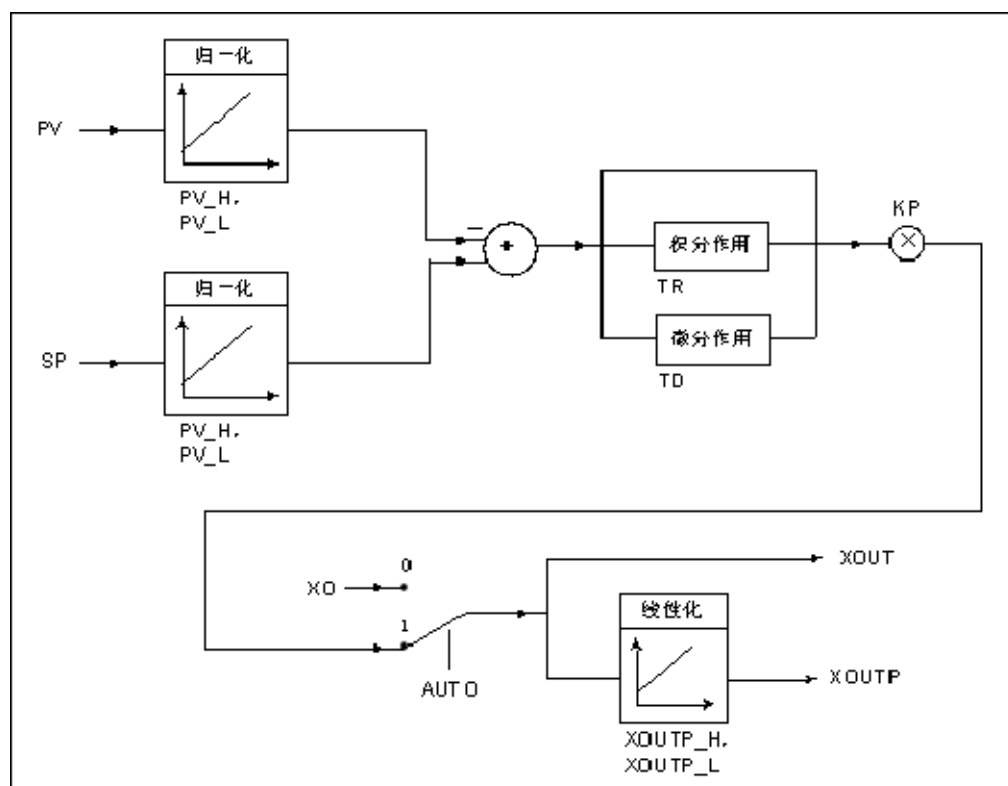 归一化
PV
PV_H,
PV_L
归一化
SP
PV_H,
PV_L
−
+
积分作用
TR
微分作用
TD
KP
×
0
X0
1
AUTO
XOUT
线性化
XOUTP
XOUTP_H,
XOUTP_L